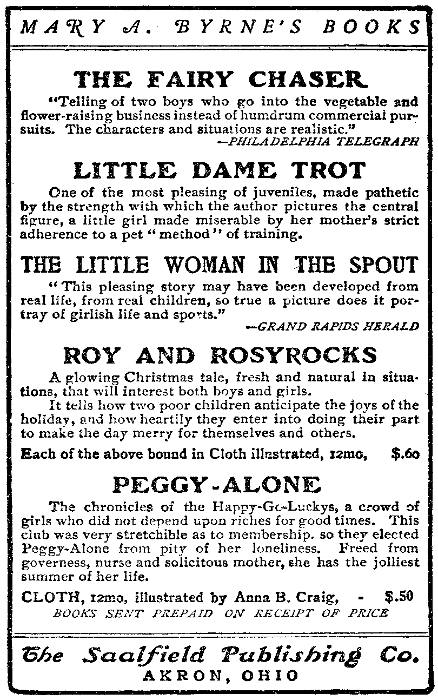 MARY A. BYRNE'S BOOKS
THE FAIRY CHASER
"Telling of two boys who go into the vegetable and
flower-raising business instead of humdrum commercial pur-
suits. The characters and situations are realistic."
—PHILADELPHIA TELEGRAPH
LITTLE DAME TROT
One of the most pleasing of juveniles, made pathetic
by the strength with which the author pictures the central
figure, a little girl made miserable by her mother's strict
adherence to a pet "method" of training.
THE LITTLE WOMAN IN THE SPOUT
"This pleasing story may have been developed from
real life, from real children, so true a picture does it por-
tray of girlish life and sports."
—GRAND RAPIDS HERALD
ROY AND ROSYROCKS
A glowing Christmas tale, fresh and natural in situa-
tions, that will interest both boys and girls.
It tells how two poor children anticipate the joys of the
holiday, and how heartily they enter into doing their part
to make the day merry for themselves and others.
Each of the above bound in Cloth illustrated, 12mo, $.60
PEGGY-ALONE
The chronicles of the Happy-Go-Luckys, a crowd of
girls who did not depend upon riches for good times. This
club was very stretchible as to membership. so they elected
Peggy-Alone from pity of her loneliness. Freed from
governess, nurse and solicitous mother, she has the jolliest
summer of her life.
CLOTH, 12mo, illustrated by Anna B. Craig, - $.50
BOOKS SENT PREPAID ON RECEIPT OF PRICE
The Saalfield Publishing Co.
AKRON, OHIO